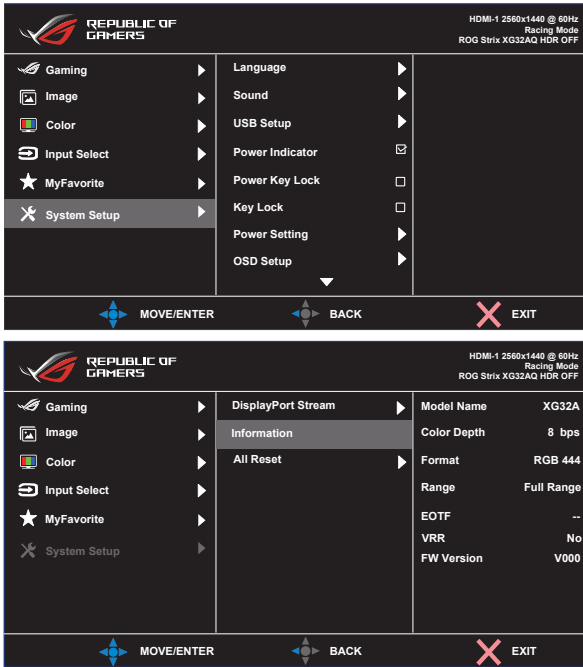 REPUBLIC OF
GAMERS
HDMI-1 2560x1440 @ 60Hz
Racing Mode
ROG Strix XG32AQ HDR OFF
Gaming
Image
Color
Input Select
MyFavorite
System Setup
Language
Sound
USB Setup
Power Indicator
Power Key Lock
Key Lock
Power Setting
OSD Setup
MOVE/ENTER
BACK
EXIT
REPUBLIC OF
GAMERS
HDMI-1 2560x1440 @ 60Hz
Racing Mode
ROG Strix XG32AQ HDR OFF
Gaming
Image
Color
Input Select
MyFavorite
System Setup
DisplayPort Stream
Information
All Reset
Model Name XG32A
Color Depth 8 bps
Format RGB 444
Range Full Range
EOTF --
VRR No
FW Version V000
MOVE/ENTER
BACK
EXIT